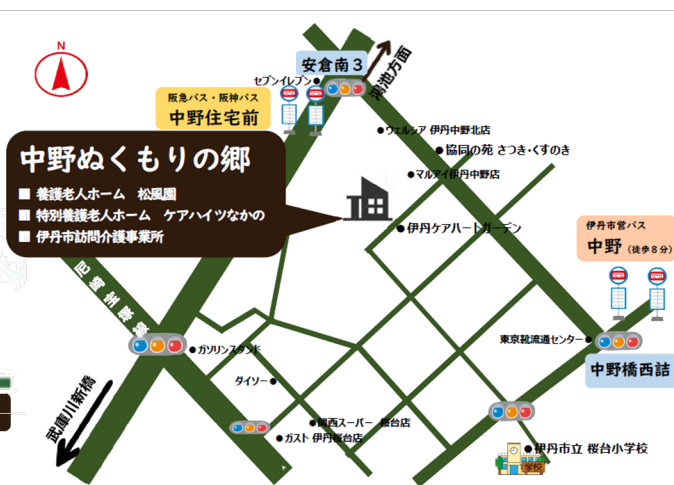 N
安倉南3
鴻池方面
セブンイレブン
阪急バス・阪神バス
中野住宅前
ウェルシア 伊丹中野北店
協同の苑 さつき・くすのき
マルアイ伊丹中野店
中野ぬくもりの郷
■ 養護老人ホーム 松風園
■ 特別養護老人ホーム ケアハイツなかの
■ 伊丹市訪問介護事業所
伊丹ケアハートガーデン
伊丹市営バス
中野 (徒歩8分)
尼崎宝塚線
ガソリンスタンド
東京靴流通センター
中野橋西詰
ダイソー
武庫川新橋
関西スーパー 桜台店
ガスト 伊丹桜台店
伊丹市立 桜台小学校
学校